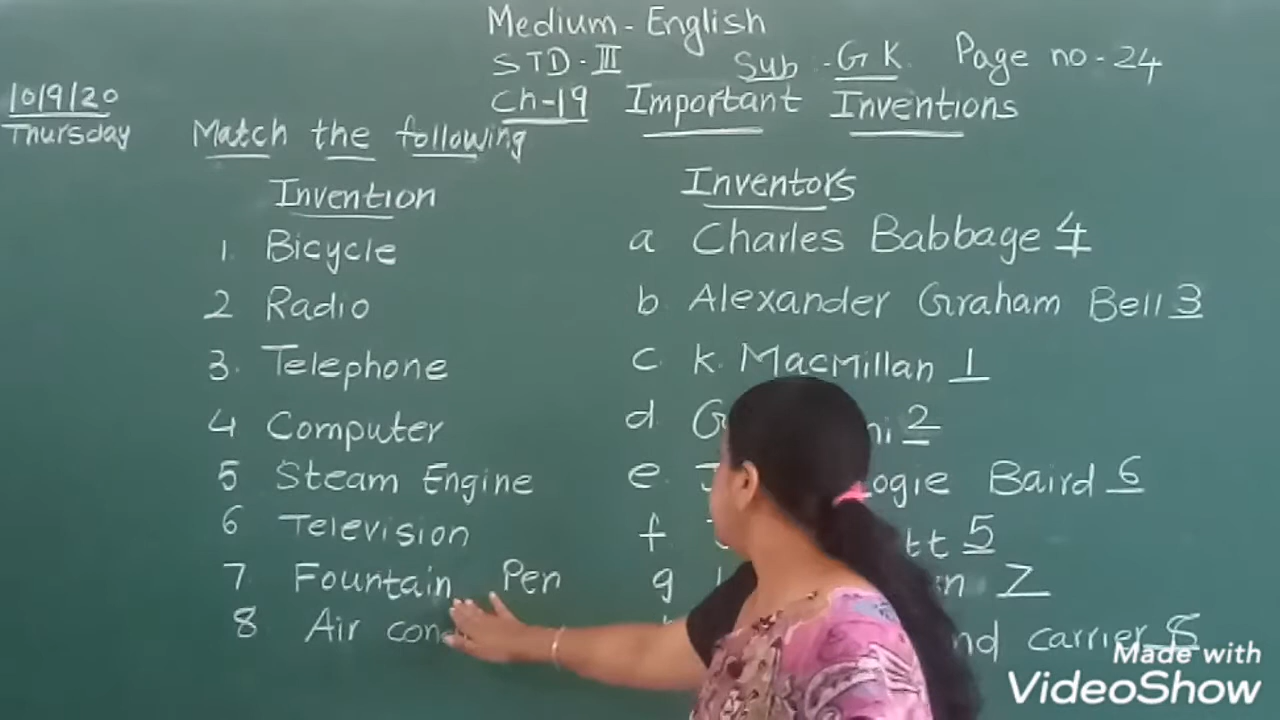 Medium - English
STD - III Sub - G K. Page no - 24
10/9/20
Ch-19 Important Inventions
Thursday
Match the following
Invention
Inventors
1. Bicycle
a Charles Babbage 4
2 Radio
b Alexander Graham Bell 3
3. Telephone
c. K. Macmillan 1
4 Computer
d 2
5 Steam Engine
e. Baird 6
6 Television
f. 5
7 Fountain Pen
g 7
8 Air
carrier 8
Made with
VideoShow